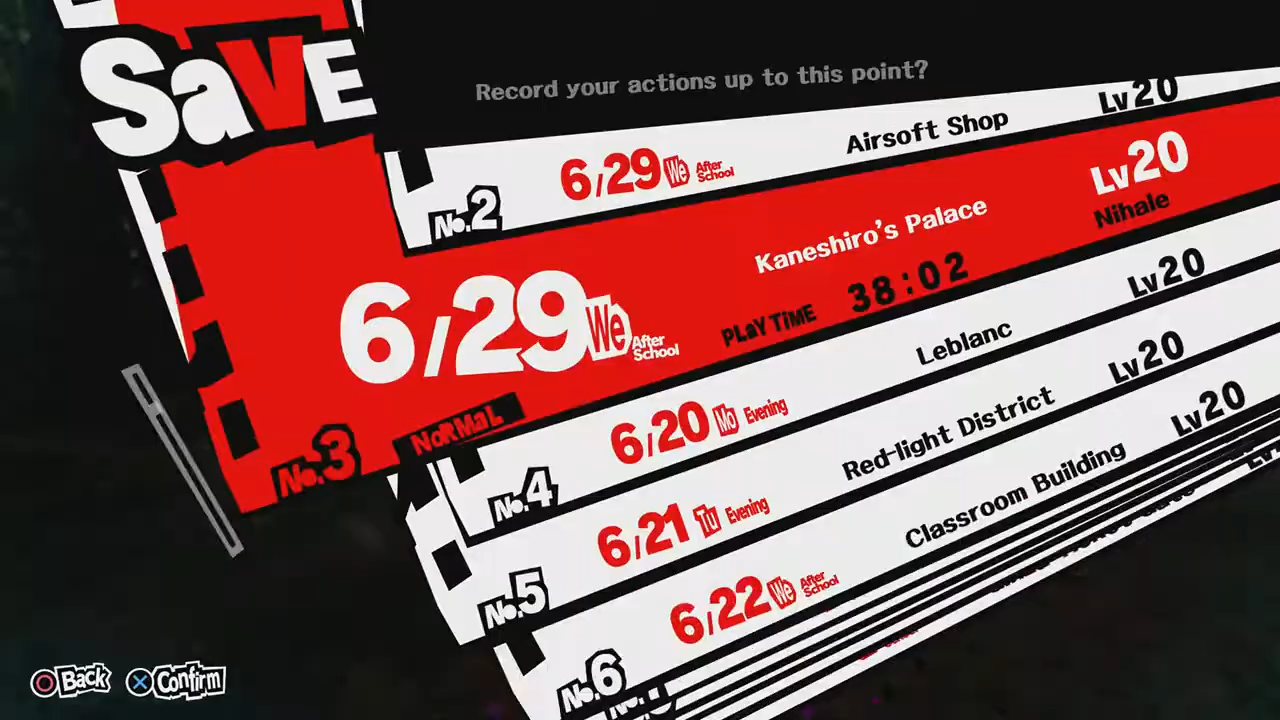 SaVE
Record your actions up to this point?
No.2 6/29 We After School Airsoft Shop Lv20
No.3 6/29 We After School Kaneshiro's Palace Lv20
NoRMaL PLaY TiME 38:02 Nihale
No.4 6/20 Mo Evening Leblanc Lv20
No.5 6/21 Tu Evening Red-light District Lv20
No.6 6/22 We After School Classroom Building Lv20
Back Confirm